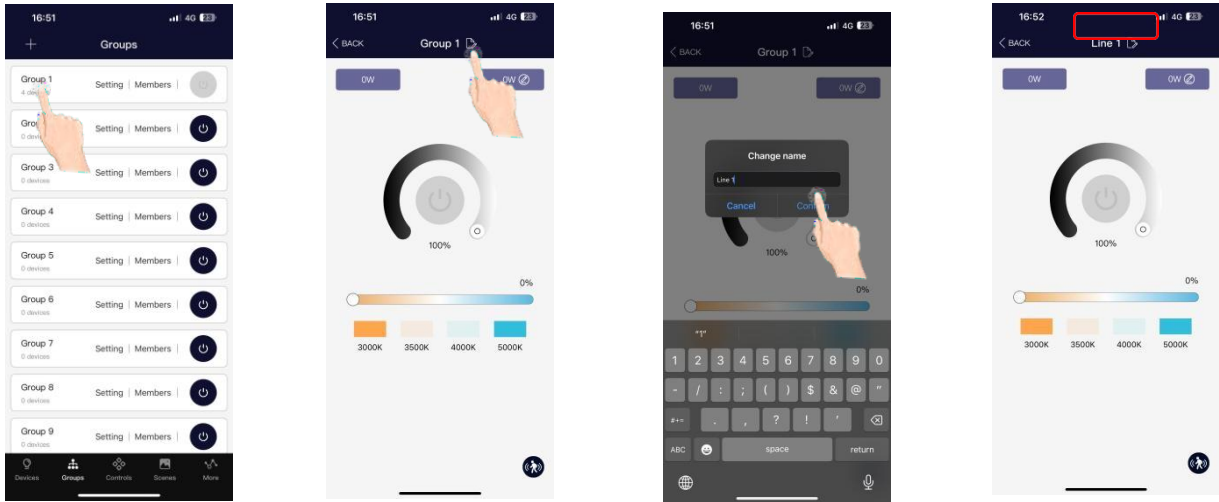 16:51
4G 23
Groups
Group 1
4
Setting | Members |
0
Setting | Members |
Group 3
0 devices
Setting | Members |
Group 4
0 devices
Setting | Members |
Group 5
0 devices
Setting | Members |
Group 6
0 devices
Setting | Members |
Group 7
0 devices
Setting | Members |
Group 8
0 devices
Setting | Members |
Group 9
0 devices
Setting | Members |
Devices Groups Controls Scenes More
16:51
4G 23
< BACK Group 1
0W 0W
100%
0%
3000K 3500K 4000K 5000K
16:51
4G 23
< BACK Group 1
0W 0W
Change name
Line 1
Cancel
100%
0%
"1"
1 2 3 4 5 6 7 8 9 0
- / : ; ( ) $ & @ "
#+= . , ? ! '
ABC space return
16:52
4G 23
< BACK Line 1
0W 0W
100%
0%
3000K 3500K 4000K 5000K